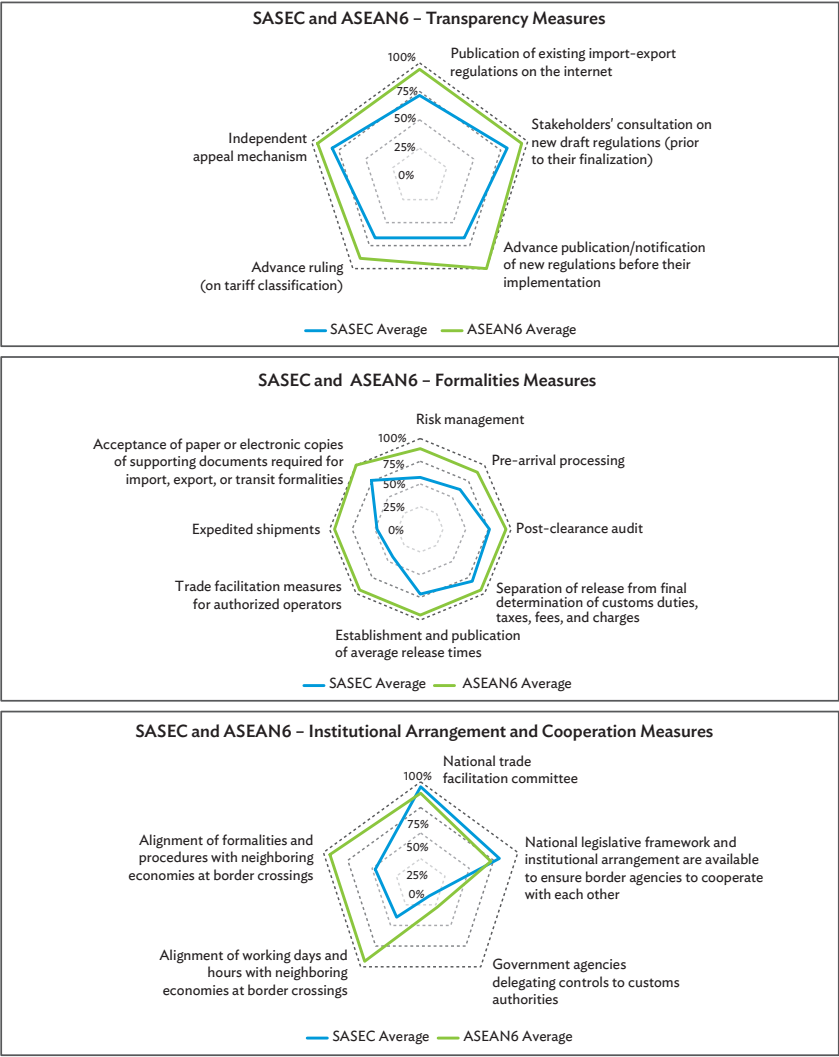 SASEC and ASEAN6 – Transparency Measures
100%
75%
50%
25%
0%
Publication of existing import-export
regulations on the internet
Stakeholders' consultation on
new draft regulations (prior
to their finalization)
Advance publication/notification
of new regulations before their
implementation
Advance ruling
(on tariff classification)
Independent
appeal mechanism
SASEC Average
ASEAN6 Average
SASEC and ASEAN6 – Formalities Measures
100%
75%
50%
25%
0%
Risk management
Pre-arrival processing
Post-clearance audit
Separation of release from final
determination of customs duties,
taxes, fees, and charges
Establishment and publication
of average release times
Trade facilitation measures
for authorized operators
Expedited shipments
Acceptance of paper or electronic copies
of supporting documents required for
import, export, or transit formalities
SASEC Average
ASEAN6 Average
SASEC and ASEAN6 – Institutional Arrangement and Cooperation Measures
100%
75%
50%
25%
0%
National trade
facilitation committee
National legislative framework and
institutional arrangement are available
to ensure border agencies to cooperate
with each other
Government agencies
delegating controls to customs
authorities
Alignment of working days and
hours with neighboring
economies at border crossings
Alignment of formalities and
procedures with neighboring
economies at border crossings
SASEC Average
ASEAN6 Average